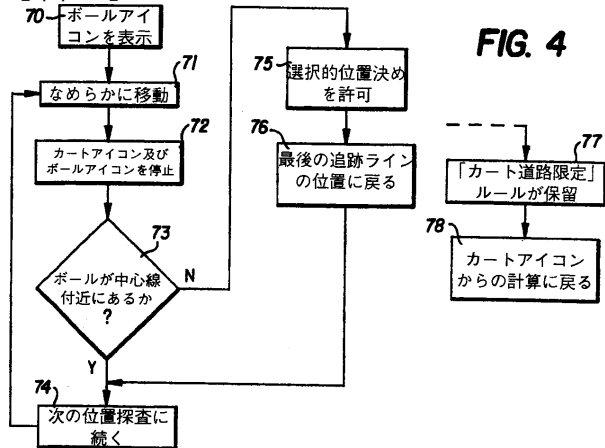 70
ボールアイ
コンを表示
71
なめらかに移動
72
カートアイコン及び
ボールアイコンを停止
73
ボールが中心線
付近にあるか
?
N
Y
74
次の位置探査に
続く
75
選択的位置決め
を許可
76
最後の追跡ライン
の位置に戻る
FIG. 4
77
「カート道路限定」
ルールが保留
78
カートアイコン
からの計算に戻る